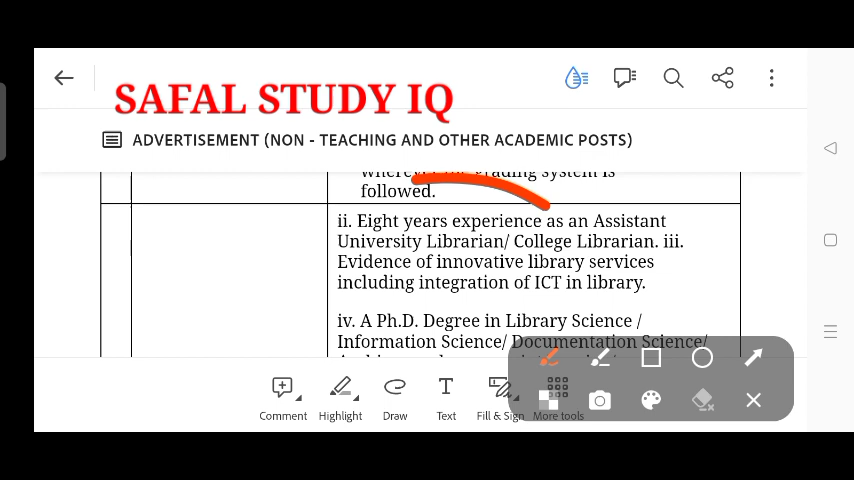 SAFAL STUDY IQ
ADVERTISEMENT (NON - TEACHING AND OTHER ACADEMIC POSTS)
grading system is
followed.
ii. Eight years experience as an Assistant
University Librarian/ College Librarian. iii.
Evidence of innovative library services
including integration of ICT in library.
iv. A Ph.D. Degree in Library Science /
Information Science/ Documentation Science/
Comment Highlight Draw Text Fill & Sign More tools